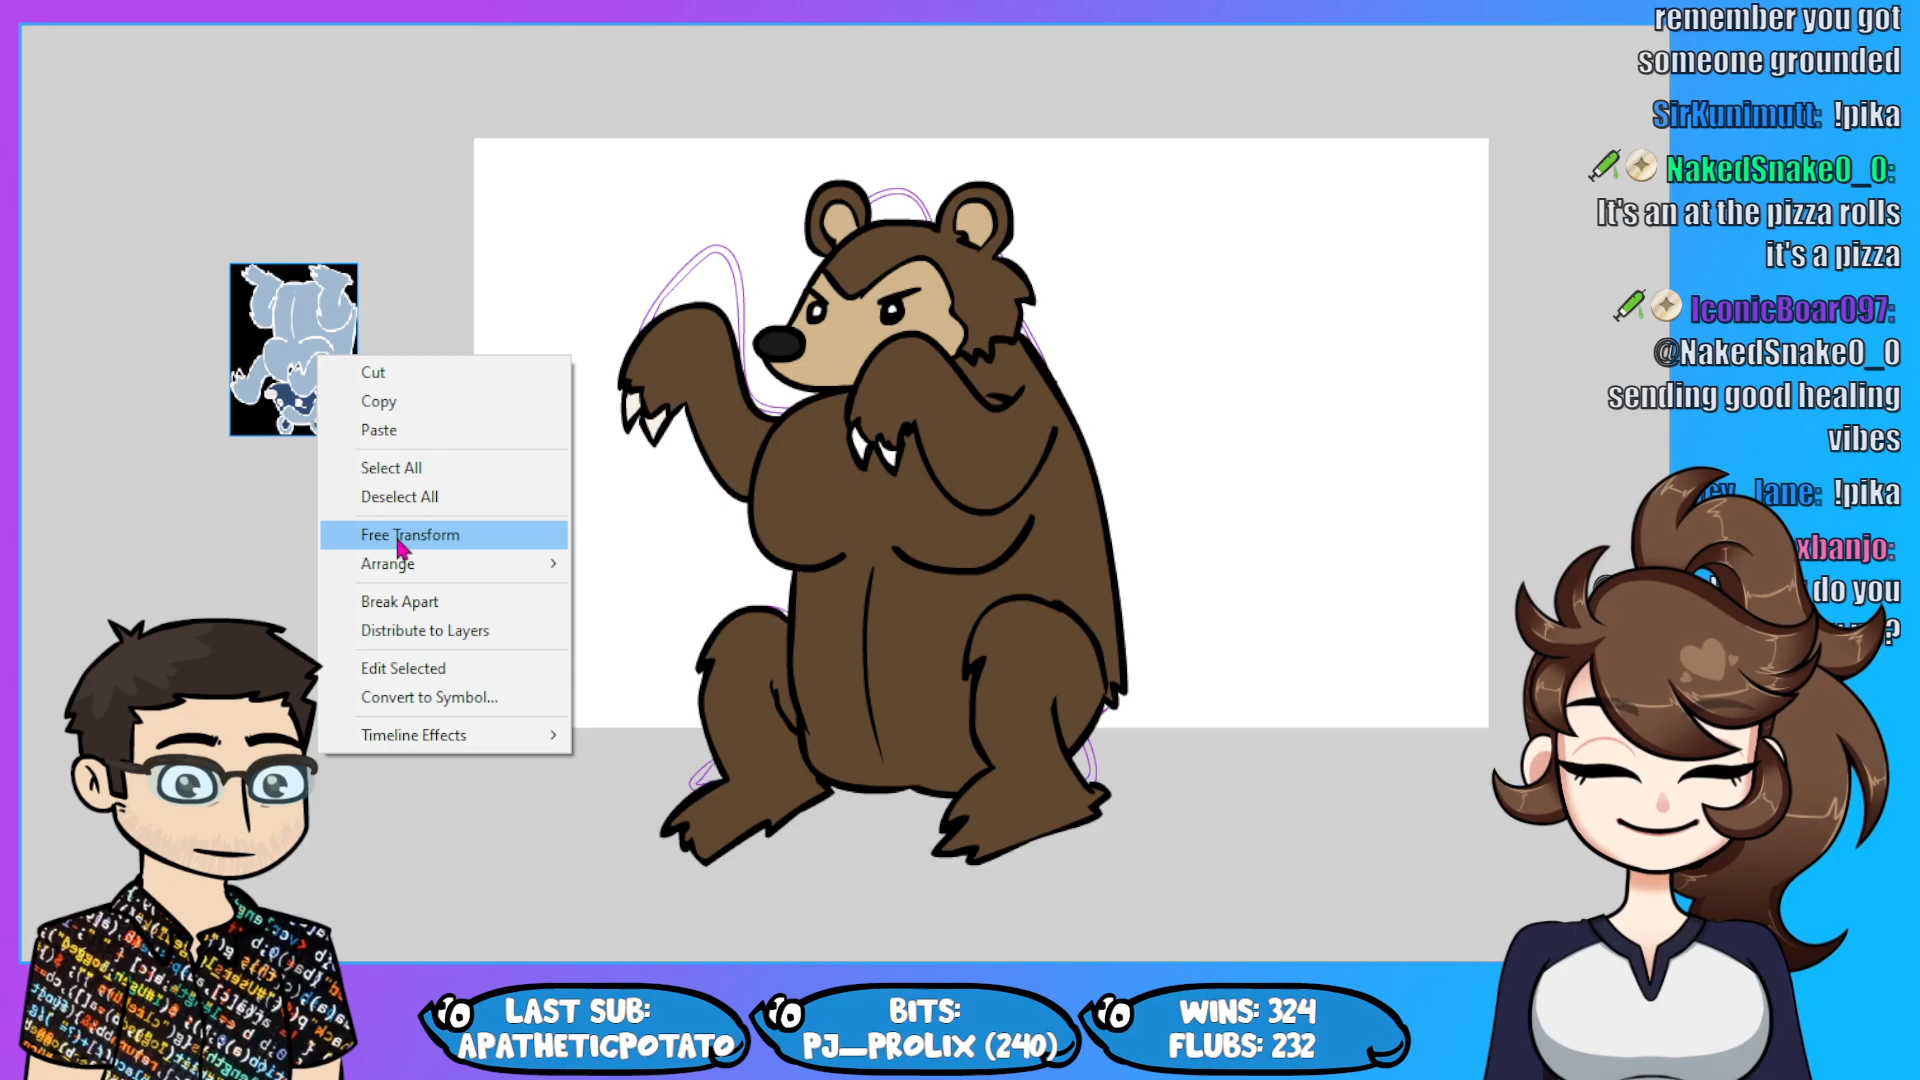 remember you got
someone grounded
SirKunimutt: !pika
NakedSnake0_0:
It's an at the pizza rolls
it's a pizza
IconicBoar097:
@NakedSnake0_0
sending good healing
vibes
Jane: !pika
xbanjo:
do you
?
Cut
Copy
Paste
Select All
Deselect All
Free Transform
Arrange
Break Apart
Distribute to Layers
Edit Selected
Convert to Symbol...
Timeline Effects
LAST SUB:
APATHETICPOTATO
BITS:
PJ_PROLIX (240)
WINS: 324
FLUBS: 232